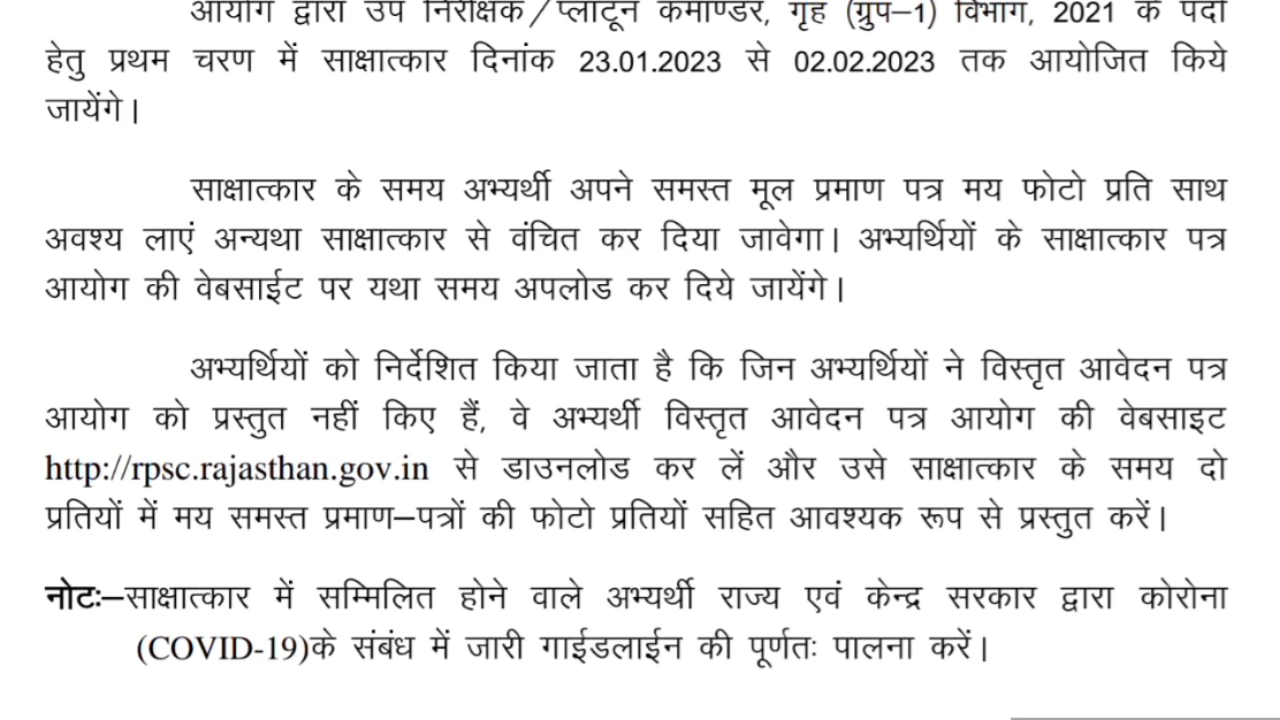 आयोग द्वारा उप निरीक्षक/प्लाटून कमाण्डर, गृह (ग्रुप–1) विभाग, 2021 के पदों
हेतु प्रथम चरण में साक्षात्कार दिनांक 23.01.2023 से 02.02.2023 तक आयोजित किये
जायेंगे।
साक्षात्कार के समय अभ्यर्थी अपने समस्त मूल प्रमाण पत्र मय फोटो प्रति साथ
अवश्य लाएं अन्यथा साक्षात्कार से वंचित कर दिया जावेगा। अभ्यर्थियों के साक्षात्कार पत्र
आयोग की वेबसाईट पर यथा समय अपलोड कर दिये जायेंगे।
अभ्यर्थियों को निर्देशित किया जाता है कि जिन अभ्यर्थियों ने विस्तृत आवेदन पत्र
आयोग को प्रस्तुत नहीं किए हैं, वे अभ्यर्थी विस्तृत आवेदन पत्र आयोग की वेबसाइट
http://rpsc.rajasthan.gov.in से डाउनलोड कर लें और उसे साक्षात्कार के समय दो
प्रतियों में मय समस्त प्रमाण–पत्रों की फोटो प्रतियों सहित आवश्यक रूप से प्रस्तुत करें।
नोटः–साक्षात्कार में सम्मिलित होने वाले अभ्यर्थी राज्य एवं केन्द्र सरकार द्वारा कोरोना
(COVID-19)के संबंध में जारी गाईडलाईन की पूर्णतः पालना करें।